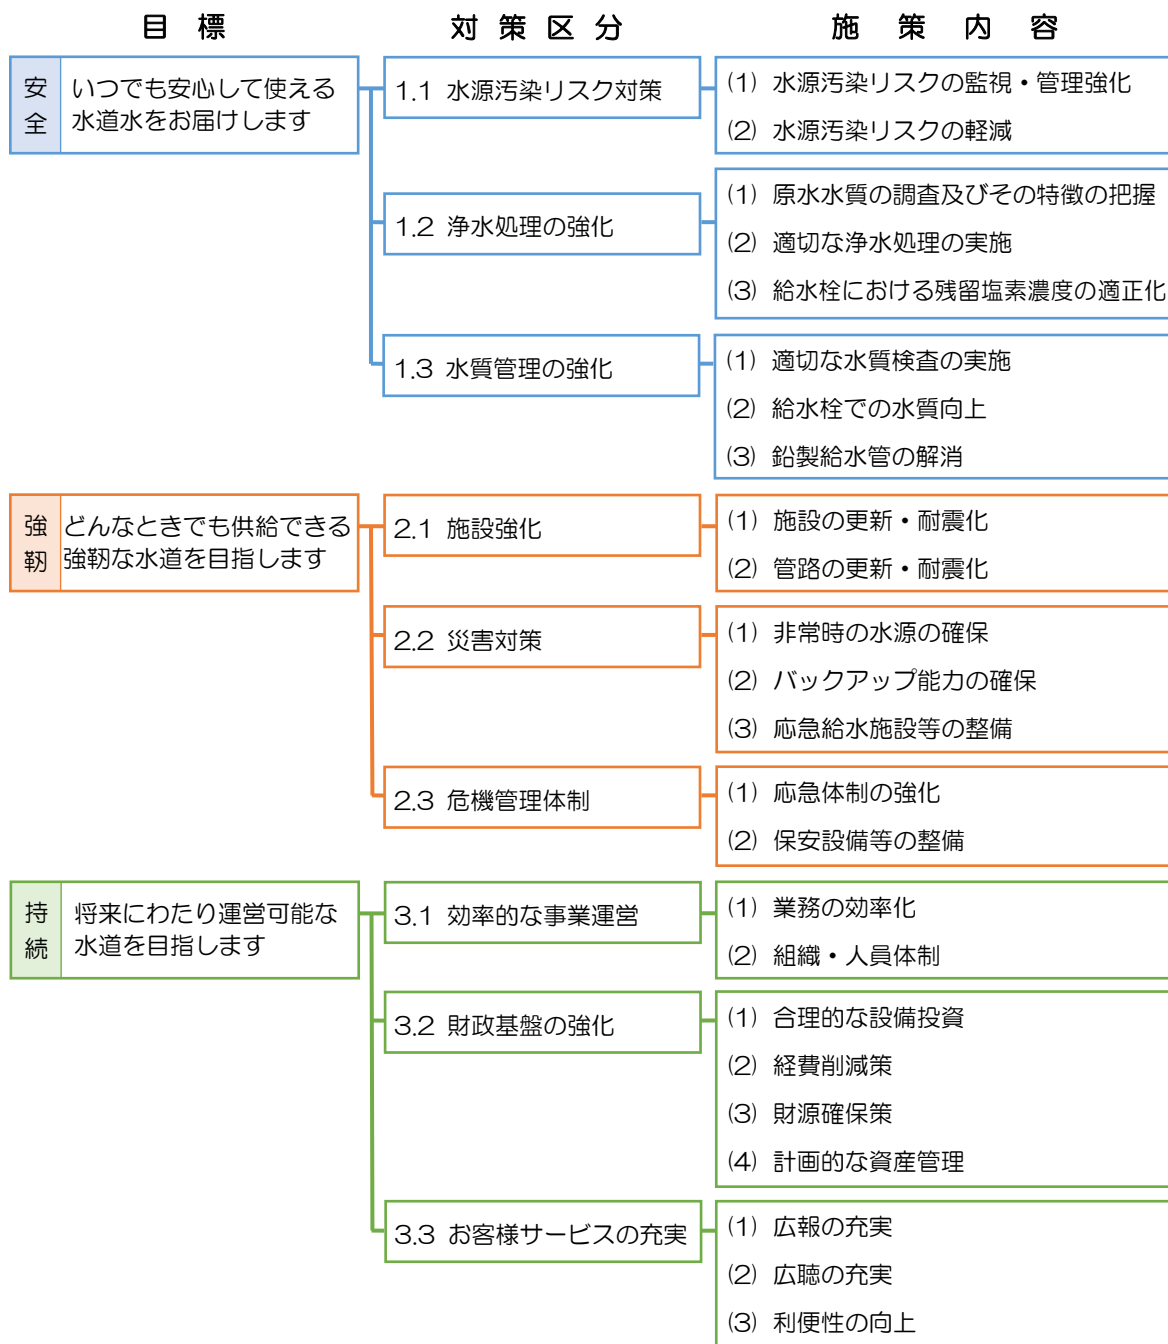 目標 対策区分 施策内容
安全
いつでも安心して使える
水道水をお届けします
1.1 水源汚染リスク対策
(1) 水源汚染リスクの監視・管理強化
(2) 水源汚染リスクの軽減
1.2 浄水処理の強化
(1) 原水水質の調査及びその特徴の把握
(2) 適切な浄水処理の実施
(3) 給水栓における残留塩素濃度の適正化
1.3 水質管理の強化
(1) 適切な水質検査の実施
(2) 給水栓での水質向上
(3) 鉛製給水管の解消
強靭
どんなときでも供給できる
強靭な水道を目指します
2.1 施設強化
(1) 施設の更新・耐震化
(2) 管路の更新・耐震化
2.2 災害対策
(1) 非常時の水源の確保
(2) バックアップ能力の確保
(3) 応急給水施設等の整備
2.3 危機管理体制
(1) 応急体制の強化
(2) 保安設備等の整備
持続
将来にわたり運営可能な
水道を目指します
3.1 効率的な事業運営
(1) 業務の効率化
(2) 組織・人員体制
3.2 財政基盤の強化
(1) 合理的な設備投資
(2) 経費削減策
(3) 財源確保策
(4) 計画的な資産管理
3.3 お客様サービスの充実
(1) 広報の充実
(2) 広聴の充実
(3) 利便性の向上